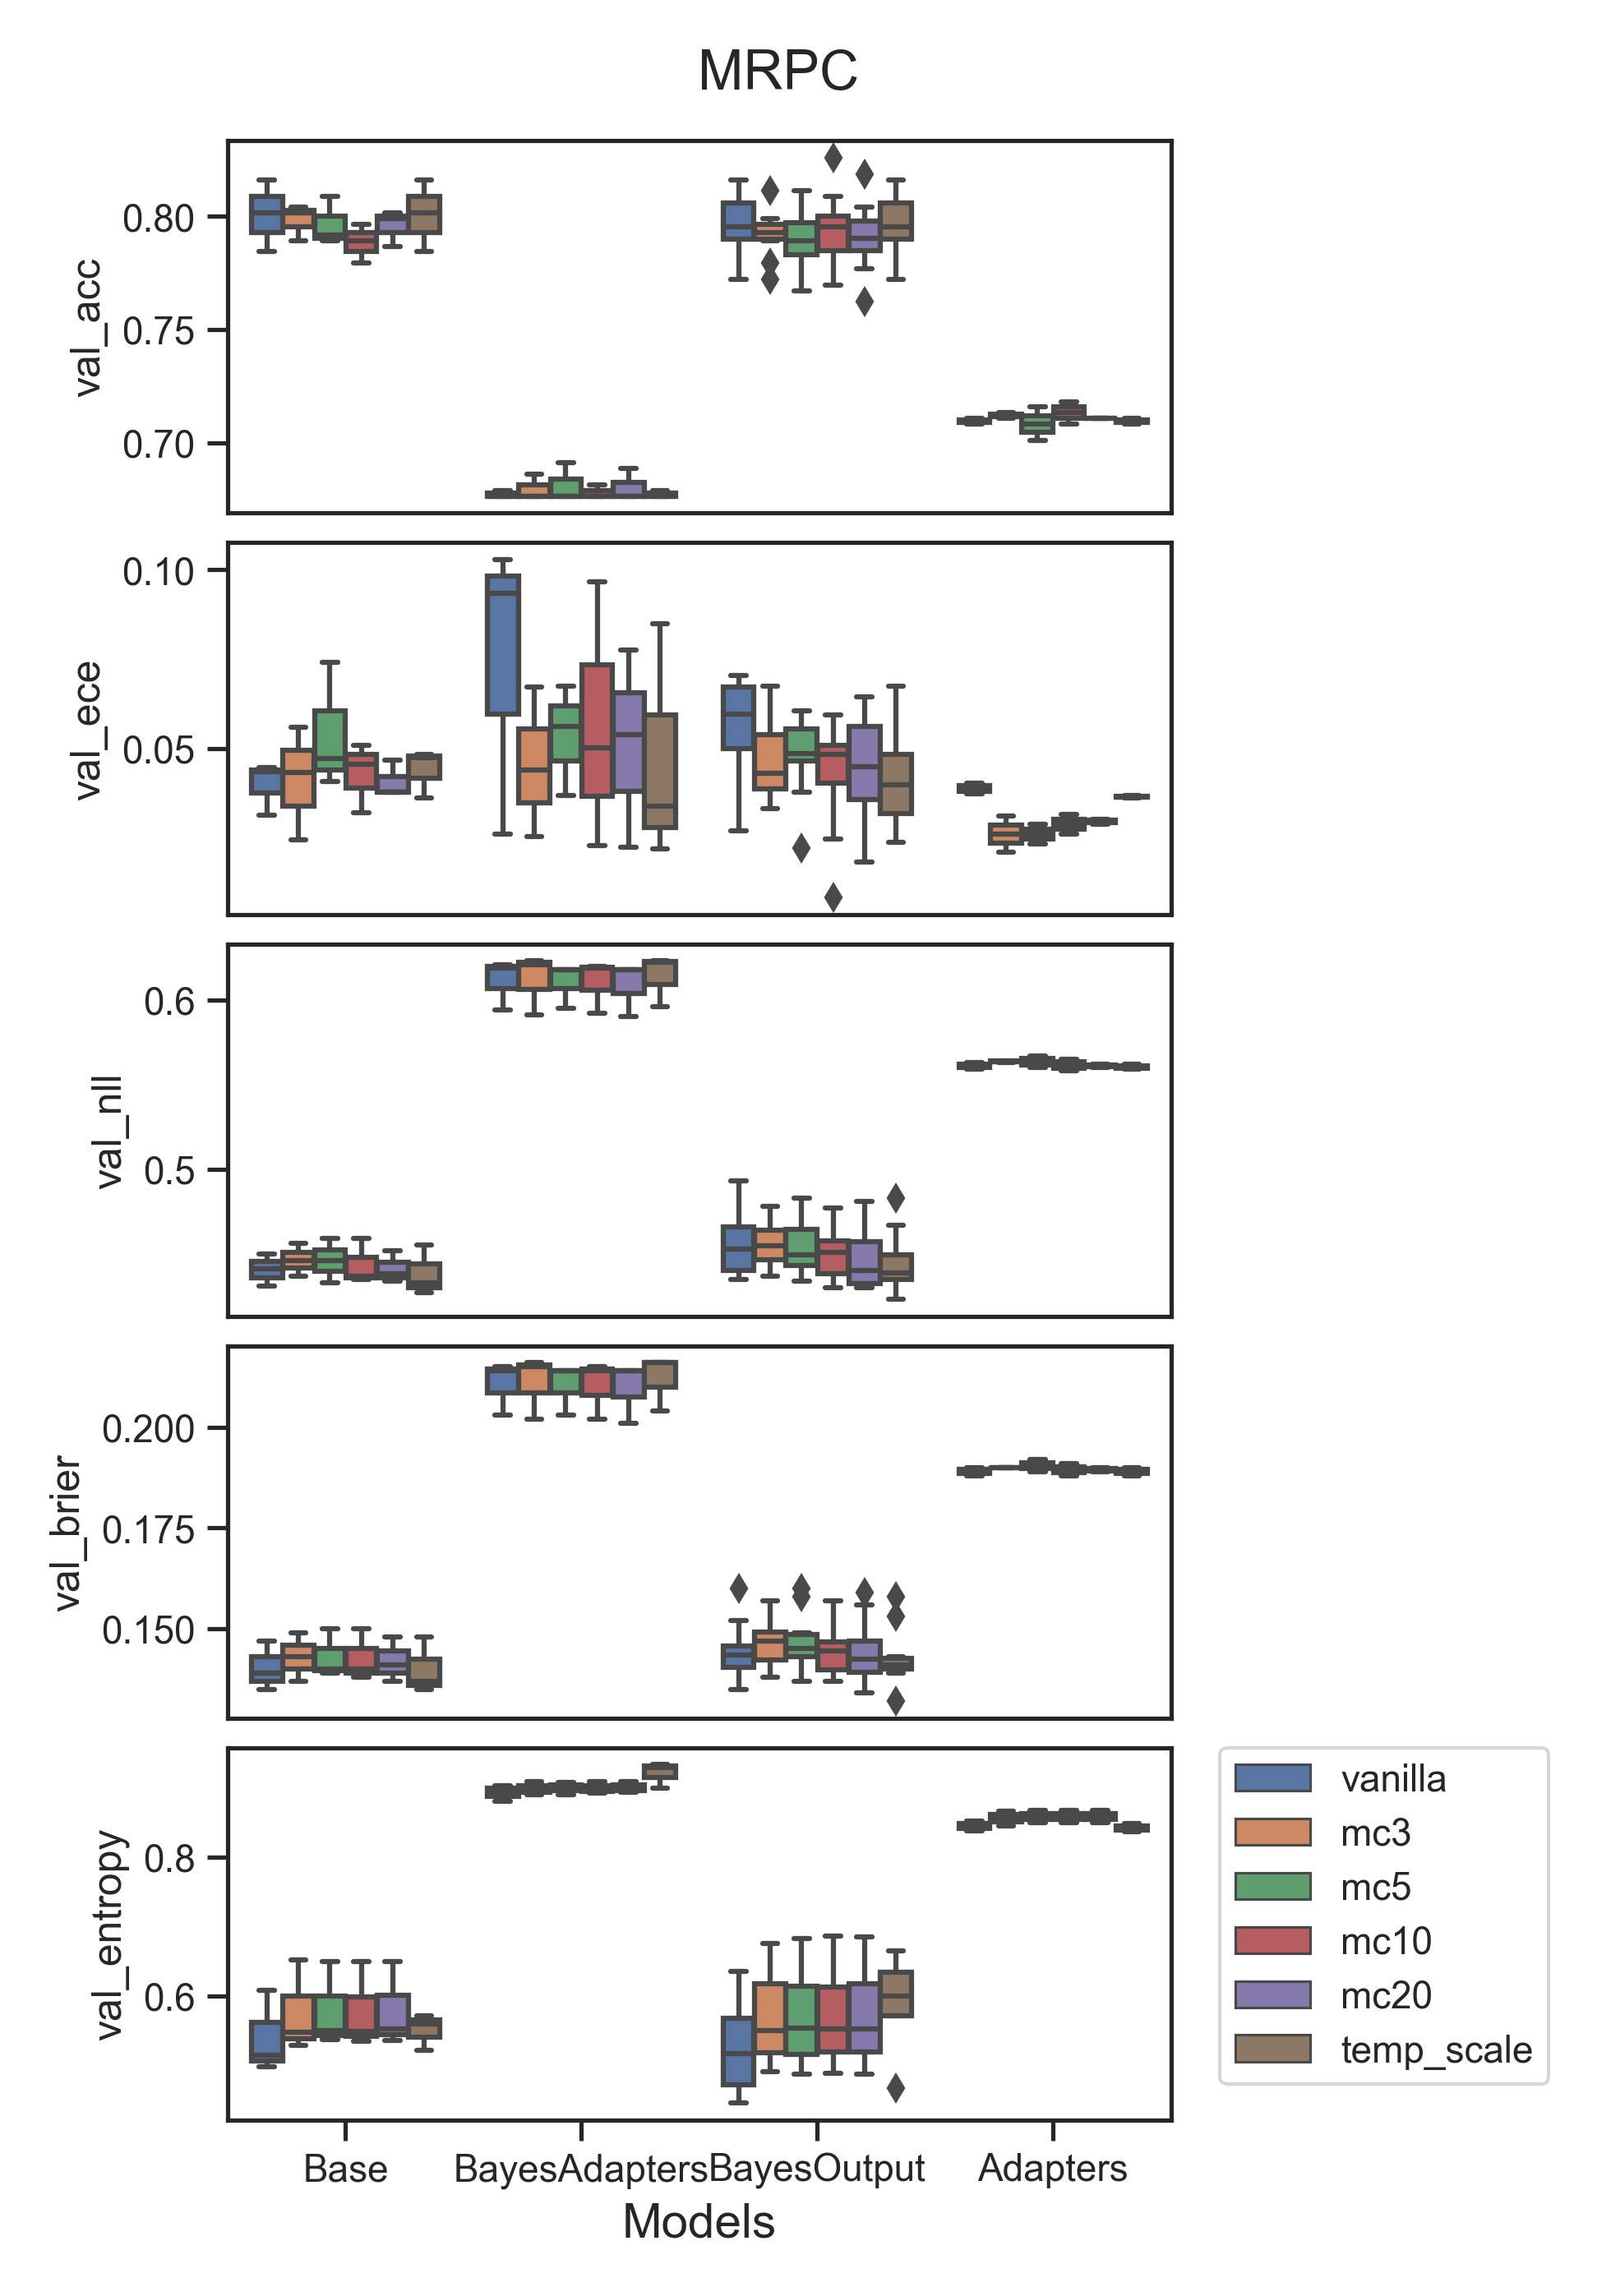 MRPC
val_acc
0.80
0.75
0.70
val_ece
0.10
0.05
val_nll
0.6
0.5
val_brier
0.200
0.175
0.150
val_entropy
0.8
0.6
vanilla
mc3
mc5
mc10
mc20
temp_scale
Base BayesAdapters BayesOutput Adapters
Models